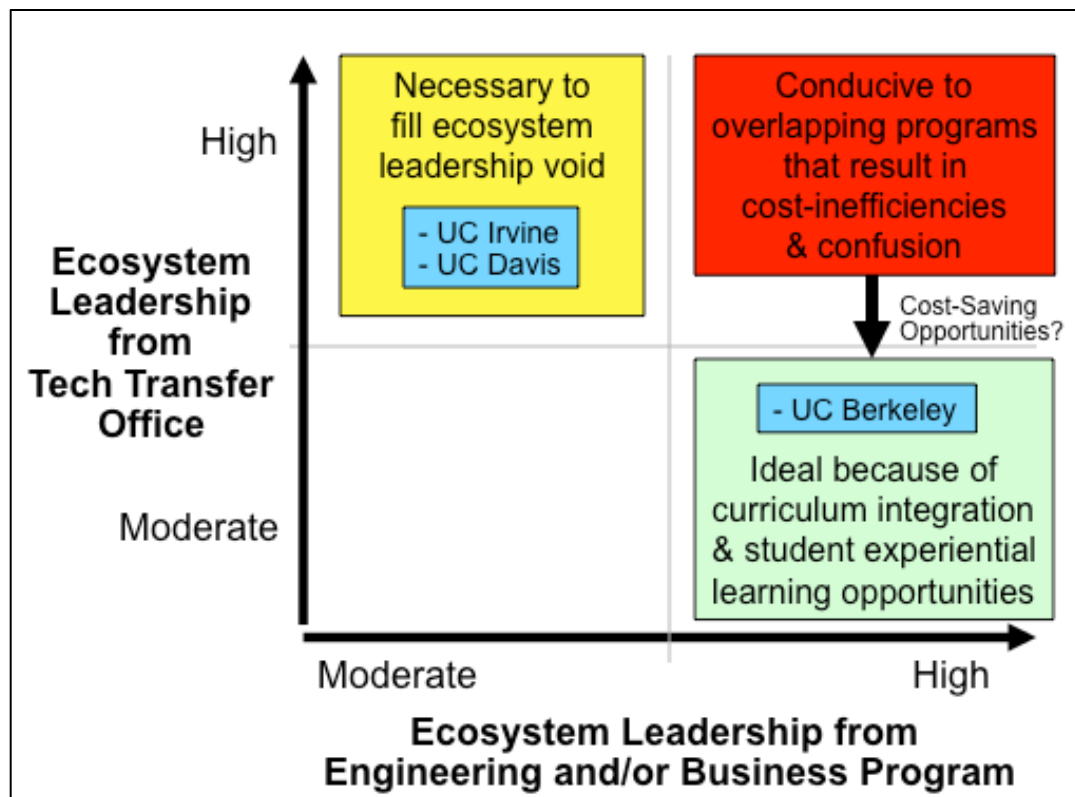 Necessary to
fill ecosystem
leadership void
- UC Irvine
- UC Davis
Conducive to
overlapping programs
that result in
cost-inefficiencies
& confusion
Cost-Saving
Opportunities?
- UC Berkeley
Ideal because of
curriculum integration
& student experiential
learning opportunities
High
Ecosystem
Leadership
from
Tech Transfer
Office
Moderate
Moderate
High
Ecosystem Leadership from
Engineering and/or Business Program